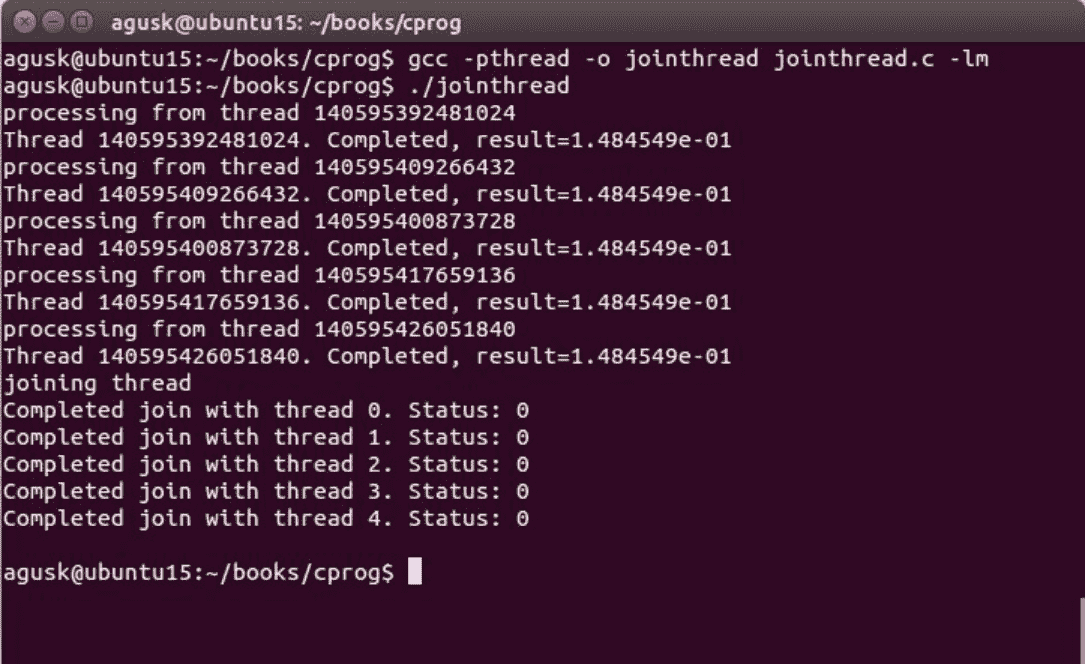 agusk@ubuntu15: ~/books/cprog
agusk@ubuntu15:~/books/cprog$ gcc -pthread -o jointhread jointhread.c -lm
agusk@ubuntu15:~/books/cprog$ ./jointhread
processing from thread 140595392481024
Thread 140595392481024. Completed, result=1.484549e-01
processing from thread 140595409266432
Thread 140595409266432. Completed, result=1.484549e-01
processing from thread 140595400873728
Thread 140595400873728. Completed, result=1.484549e-01
processing from thread 140595417659136
Thread 140595417659136. Completed, result=1.484549e-01
processing from thread 140595426051840
Thread 140595426051840. Completed, result=1.484549e-01
joining thread
Completed join with thread 0. Status: 0
Completed join with thread 1. Status: 0
Completed join with thread 2. Status: 0
Completed join with thread 3. Status: 0
Completed join with thread 4. Status: 0
agusk@ubuntu15:~/books/cprog$